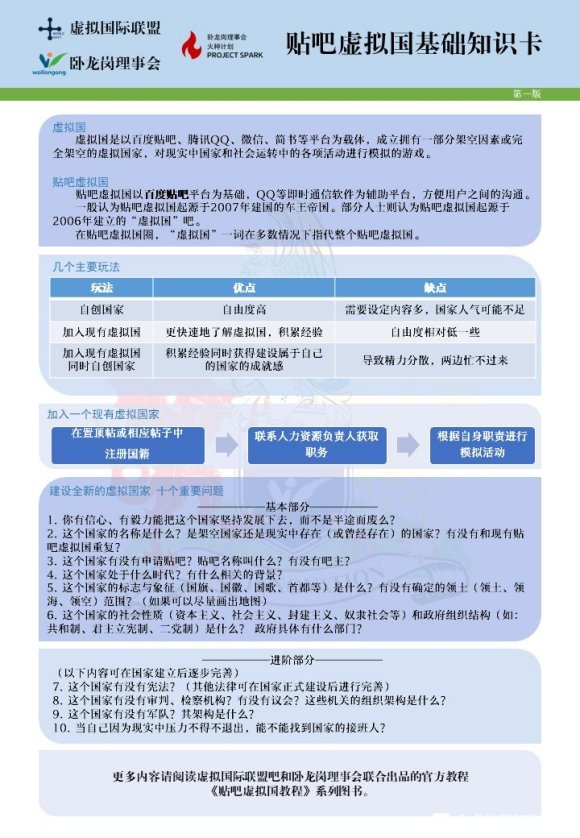 虚拟国际联盟
WORLD GOVT.
wollongong
卧龙岗理事会
卧龙岗理事会
火种计划
PROJECT SPARK
贴吧虚拟国基础知识卡
第一版
虚拟国
虚拟国是以百度贴吧、腾讯QQ、微信、简书等平台为载体，成立拥有一部分架空因素或完
全架空的虚拟国家，对现实中国家和社会运转中的各项活动进行模拟的游戏。
贴吧虚拟国
贴吧虚拟国以百度贴吧平台为基础，QQ等即时通信软件为辅助平台，方便用户之间的沟通。
一般认为贴吧虚拟国起源于2007年建国的车王帝国。部分人士则认为贴吧虚拟国起源于
2006年建立的“虚拟国”吧。
在贴吧虚拟国圈，“虚拟国”一词在多数情况下指代整个贴吧虚拟国。
几个主要玩法
玩法 优点 缺点
自创国家 自由度高 需要设定内容多，国家人气可能不足
加入现有虚拟国 更快速地了解虚拟国，积累经验 自由度相对低一些
加入现有虚拟国 积累经验同时获得建设属于自己
同时自创国家 的国家的成就感 导致精力分散，两边忙不过来
加入一个现有虚拟国家
在置顶帖或相应帖子中
注册国籍
联系人力资源负责人获取
职务
根据自身职责进行
模拟活动
建设全新的虚拟国家 十个重要问题
基本部分
1. 你有信心、有毅力能把这个国家坚持发展下去，而不是半途而废么？
2. 这个国家的名称是什么？是架空国家还是现实中存在（或曾经存在）的国家？有没有和现有贴
吧虚拟国重复？
3. 这个国家有没有申请贴吧？贴吧名称叫什么？有没有吧主？
4. 这个国家处于什么时代？有什么相关的背景？
5. 这个国家的标志与象征（国旗、国徽、国歌、首都等）是什么？有没有确定的领土（领土、领
海、领空）范围？（如果可以尽量画出地图）
6. 这个国家的社会性质（资本主义、社会主义、封建主义、奴隶社会等）和政府组织结构（如：
共和制、君主立宪制、二党制）是什么？ 政府具体有什么部门？
进阶部分
（以下内容可在国家建立后逐步完善）
7. 这个国家有没有宪法？（其他法律可在国家正式建设后进行完善）
8. 这个国家有没有审判、检察机构？有没有议会？这些机关的组织架构是什么？
9. 这个国家有没有军队？其架构是什么？
10. 当自己因为现实中压力不得不退出，能不能找到国家的接班人？
更多内容请阅读虚拟国际联盟吧和卧龙岗理事会联合出品的官方教程
《贴吧虚拟国教程》系列图书。